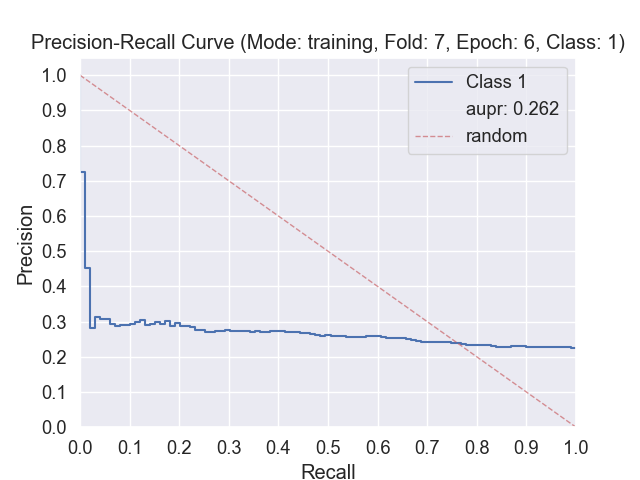 Precision-Recall Curve (Mode: training, Fold: 7, Epoch: 6, Class: 1)
Class 1
aupr: 0.262
random
Precision
1.0
0.9
0.8
0.7
0.6
0.5
0.4
0.3
0.2
0.1
0.0
0.0 0.1 0.2 0.3 0.4 0.5 0.6 0.7 0.8 0.9 1.0
Recall